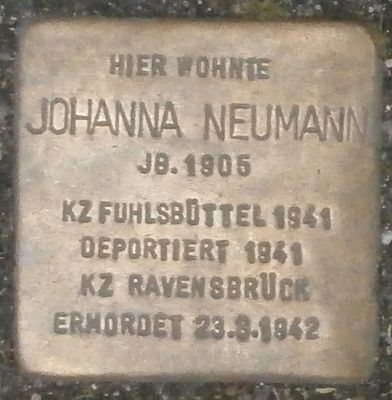 HIER WOHNTE
JOHANNA NEUMANN
JG. 1905
KZ FUHLSBÜTTEL 1941
DEPORTIERT 1941
KZ RAVENSBRÜCK
ERMORDET 23.3.1942